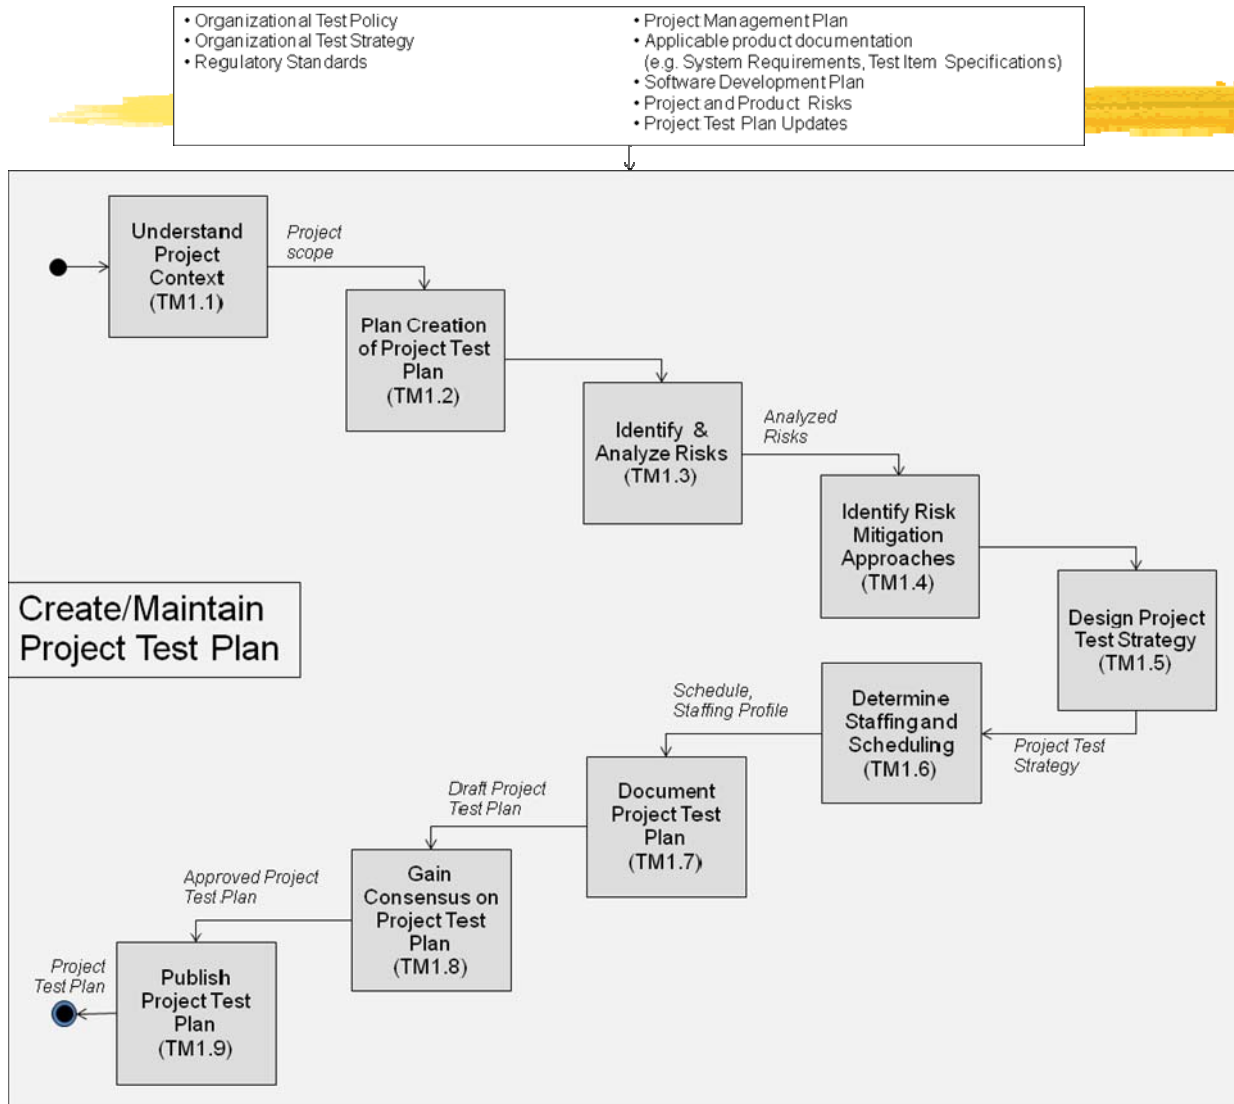 • Organizational Test Policy
• Organizational Test Strategy
• Regulatory Standards
• Project Management Plan
• Applicable product documentation
(e.g. System Requirements, Test Item Specifications)
• Software Development Plan
• Project and Product Risks
• Project Test Plan Updates
Understand
Project
Context
(TM1.1)
Project
scope
Plan Creation
of Project Test
Plan
(TM1.2)
Identify & 
Analyze Risks
(TM1.3)
Analyzed
Risks
Identify Risk
Mitigation
Approaches
(TM1.4)
Design Project
Test Strategy
(TM1.5)
Create/Maintain
Project Test Plan
Project Test
Strategy
Determine
Staffing and
Scheduling
(TM1.6)
Schedule,
Staffing Profile
Document
Project Test
Plan
(TM1.7)
Draft Project
Test Plan
Gain
Consensus on
Project Test
Plan
(TM1.8)
Approved Project
Test Plan
Publish
Project Test
Plan
(TM1.9)
Project
Test Plan